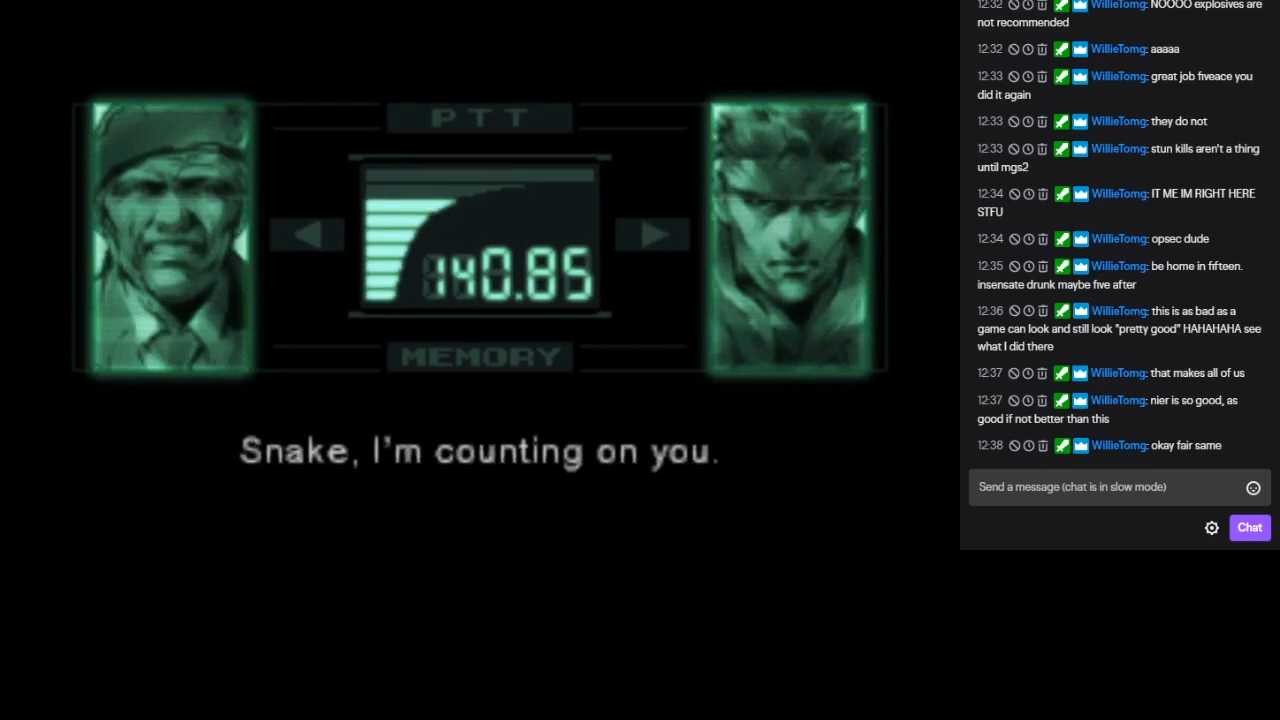 PTT
140.85
MEMORY
Snake, I'm counting on you.
12:32 WillieTomg: NOOOO explosives are
not recommended
12:32 WillieTomg: aaaaa
12:33 WillieTomg: great job fiveace you
did it again
12:33 WillieTomg: they do not
12:33 WillieTomg: stun kills aren't a thing
until mgs2
12:34 WillieTomg: IT ME IM RIGHT HERE
STFU
12:34 WillieTomg: opsec dude
12:35 WillieTomg: be home in fifteen.
insensate drunk maybe five after
12:36 WillieTomg: this is as bad as a
game can look and still look "pretty good" HAHAHAHA see
what I did there
12:37 WillieTomg: that makes all of us
12:37 WillieTomg: nier is so good, as
good if not better than this
12:38 WillieTomg: okay fair same
Send a message (chat is in slow mode)
Chat